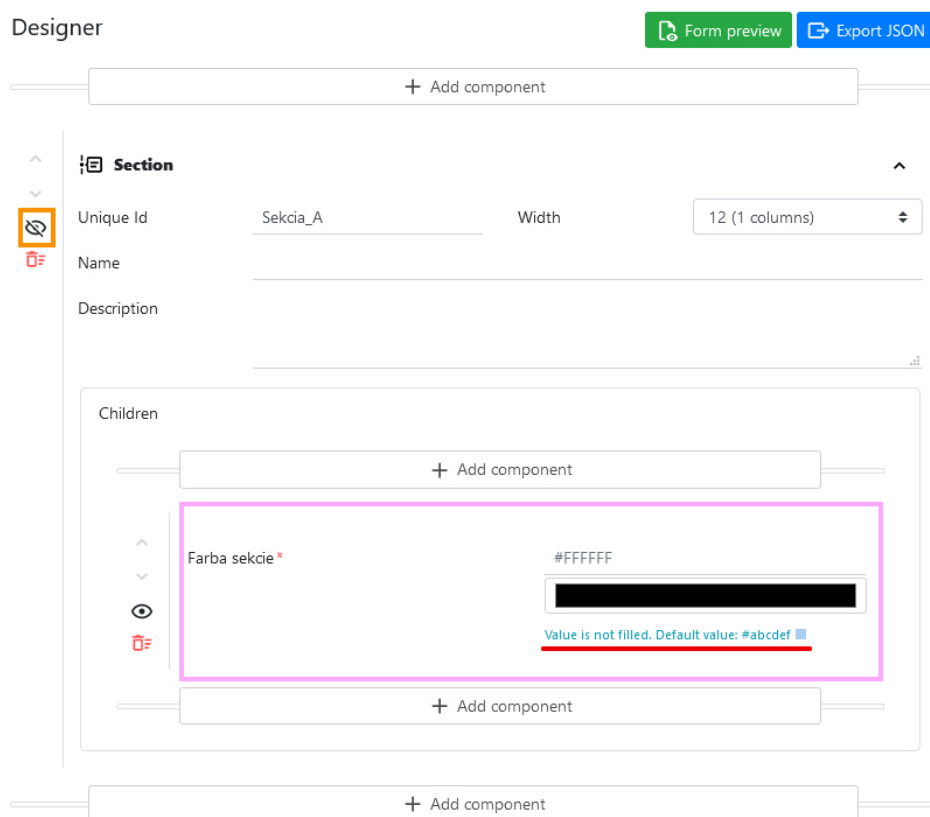 Designer
Form preview
Export JSON
Add component
Section
Unique Id
Sekcia_A
Width
12 (1 columns)
Name
Description
Children
Add component
Farba sekcie*
#FFFFFF
Value is not filled. Default value: #abcdef
Add component
Add component